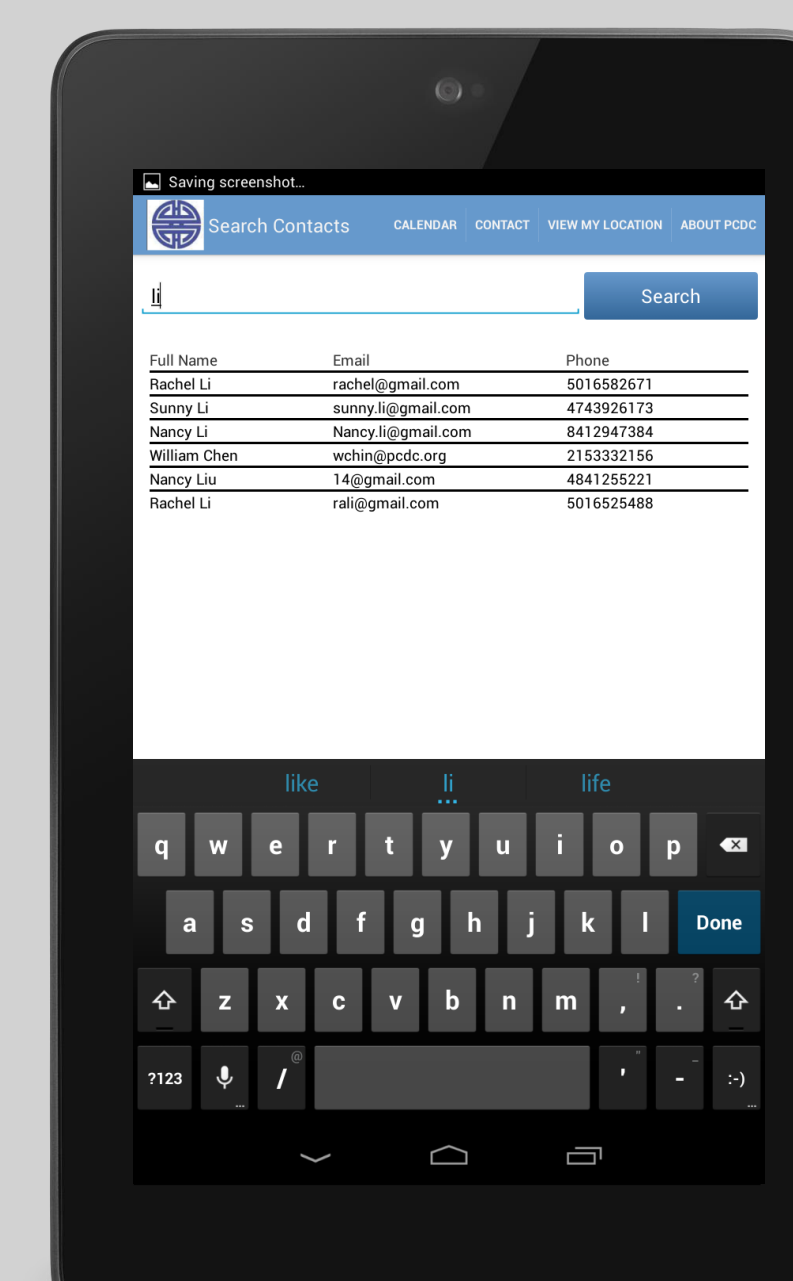 Saving screenshot...
Search Contacts CALENDAR CONTACT VIEW MY LOCATION ABOUT PCDC
li Search
Full Name Email Phone
Rachel Li rachel@gmail.com 5016582671
Sunny Li sunny.li@gmail.com 4743926173
Nancy Li Nancy.li@gmail.com 8412947384
William Chen wchin@pcdc.org 2153332156
Nancy Liu 14@gmail.com 4841255221
Rachel Li rali@gmail.com 5016525488
like li life
q w e r t y u i o p
a s d f g h j k l Done
z x c v b n m , ! . ?
?123 / @ ' " - _ :-)